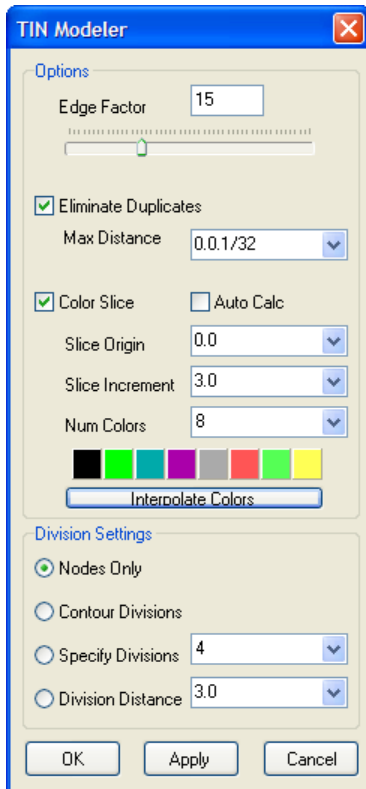 TIN Modeler
Options
Edge Factor 15
Eliminate Duplicates
Max Distance 0.0.1/32
Color Slice Auto Calc
Slice Origin 0.0
Slice Increment 3.0
Num Colors 8
Interpolate Colors
Division Settings
Nodes Only
Contour Divisions
Specify Divisions 4
Division Distance 3.0
OK Apply Cancel